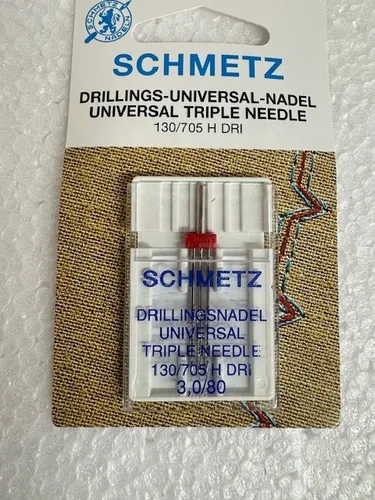 SCHMETZ
NADELN
SCHMETZ
DRILLINGS-UNIVERSAL-NADEL
UNIVERSAL TRIPLE NEEDLE
130/705 H DRI
SCHMETZ
DRILLINGSNADEL
UNIVERSAL
TRIPLE NEEDLE
130/705 H DRI
3,0/80